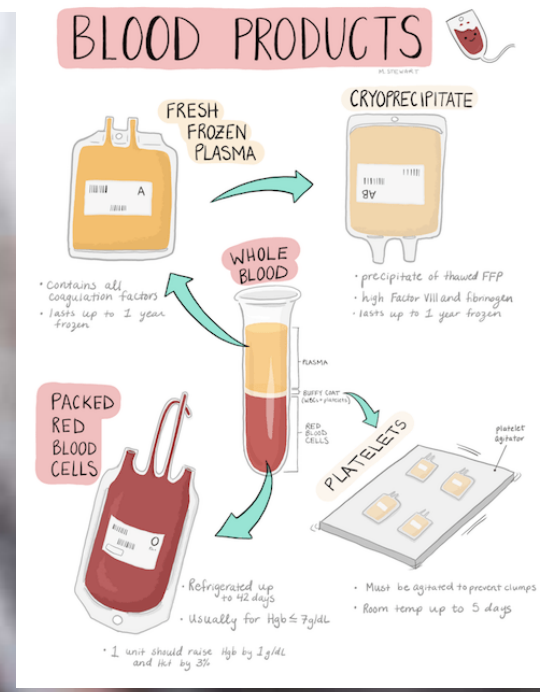 BLOOD PRODUCTS
M. STEWART
FRESH
FROZEN
PLASMA
A
• Contains all
coagulation factors
• lasts up to 1 year
frozen
CRYOPRECIPITATE
AB
• precipitate of thawed FFP
• high Factor VIII and fibrinogen
• lasts up to 1 year frozen
WHOLE
BLOOD
PLASMA
BUFFY COAT
(WBCs + platelets)
RED
BLOOD
CELLS
PACKED
RED
BLOOD
CELLS
O
• Refrigerated up
to 42 days
• Usually for Hgb ≤ 7g/dL
• 1 unit should raise Hgb by 1g/dL
and Hct by 3%
PLATELETS
platelet
agitator
• Must be agitated to prevent clumps
• Room temp up to 5 days